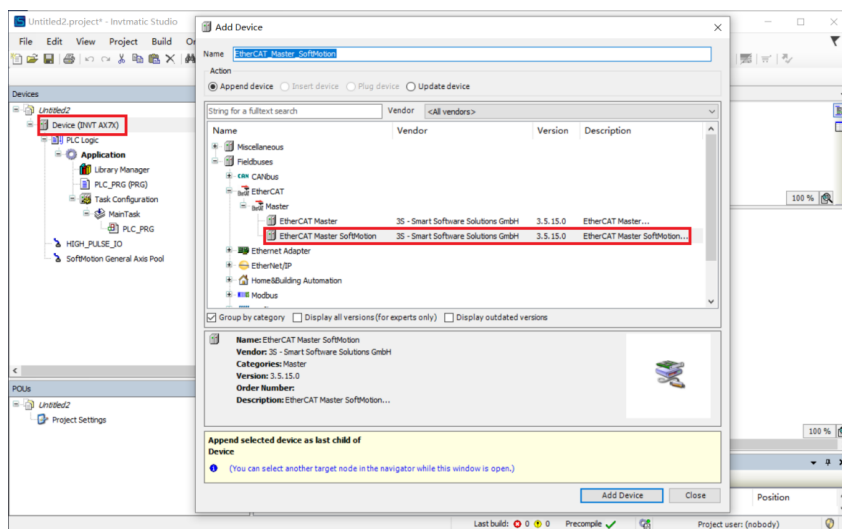 Untitled2.project* - Invtmatic Studio
File Edit View Project Build
Devices
Untitled2
Device (INVT AX7X)
PLC Logic
Application
Library Manager
PLC_PRG (PRG)
Task Configuration
MainTask
PLC_PRG
HIGH_PULSE_IO
SoftMotion General Axis Pool
POUs
Untitled2
Project Settings
Add Device
Name EtherCAT_Master_SoftMotion
Action
Append device Insert device Plug device Update device
String for a fulltext search Vendor <All vendors>
Name Vendor Version Description
Miscellaneous
Fieldbuses
CAN CANbus
EtherCAT
Master
EtherCAT Master 3S - Smart Software Solutions GmbH 3.5.15.0 EtherCAT Master...
EtherCAT Master SoftMotion 3S - Smart Software Solutions GmbH 3.5.15.0 EtherCAT Master SoftMotion...
Ethernet Adapter
EtherNet/IP
Home&Building Automation
Modbus
Group by category Display all versions (for experts only) Display outdated versions
Name: EtherCAT Master SoftMotion
Vendor: 3S - Smart Software Solutions GmbH
Categories: Master
Version: 3.5.15.0
Order Number:
Description: EtherCAT Master SoftMotion...
Append selected device as last child of
Device
(You can select another target node in the navigator while this window is open.)
Add Device Close
100 %
100 %
Position
Last build: 0 0 Precompile Project user: (nobody)